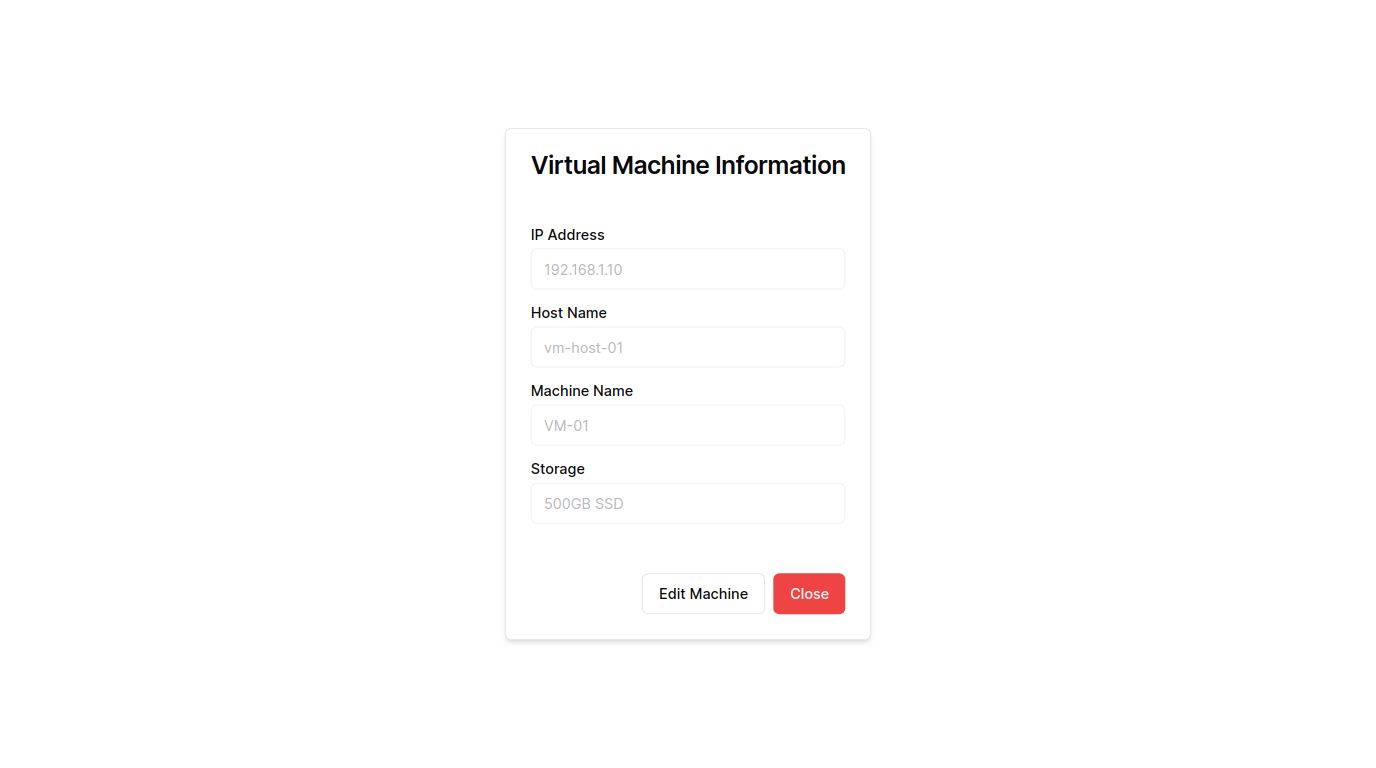 Virtual Machine Information
IP Address
192.168.1.10
Host Name
vm-host-01
Machine Name
VM-01
Storage
500GB SSD
Edit Machine Close